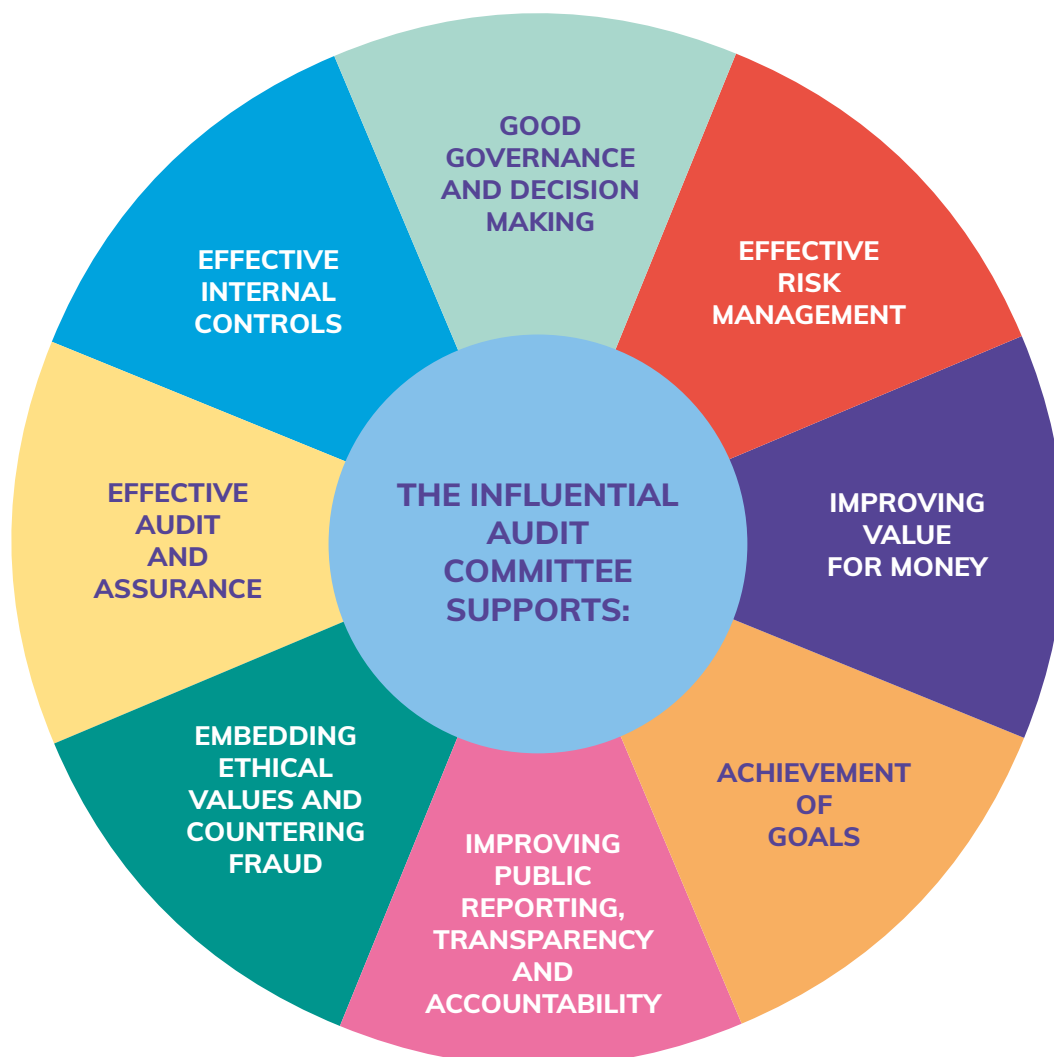 THE INFLUENTIAL
AUDIT
COMMITTEE
SUPPORTS:
GOOD
GOVERNANCE
AND DECISION
MAKING
EFFECTIVE
RISK
MANAGEMENT
IMPROVING
VALUE
FOR MONEY
ACHIEVEMENT
OF
GOALS
IMPROVING
PUBLIC
REPORTING,
TRANSPARENCY
AND
ACCOUNTABILITY
EMBEDDING
ETHICAL
VALUES AND
COUNTERING
FRAUD
EFFECTIVE
AUDIT
AND
ASSURANCE
EFFECTIVE
INTERNAL
CONTROLS